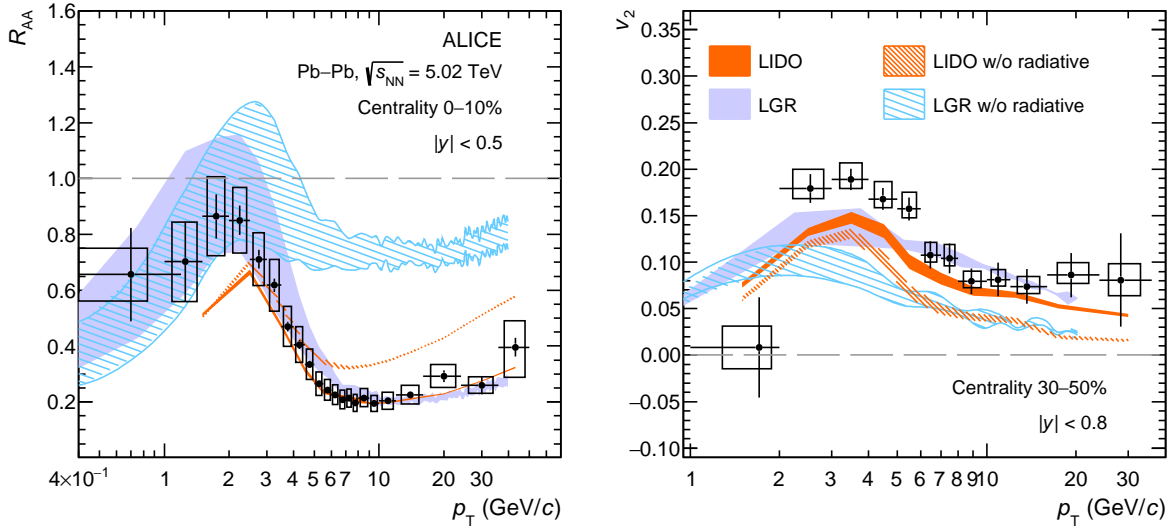 R_AA
1.6
1.4
1.2
1.0
0.8
0.6
0.4
0.2
ALICE
Pb–Pb, √s_NN = 5.02 TeV
Centrality 0–10%
|y| < 0.5
4×10⁻¹ 1 2 3 4 5 6 7 10 20 30
p_T (GeV/c)
v_2
0.35
0.30
0.25
0.20
0.15
0.10
0.05
0.00
−0.05
−0.10
LIDO
LIDO w/o radiative
LGR
LGR w/o radiative
Centrality 30–50%
|y| < 0.8
1 2 3 4 5 6 7 8 910 20 30
p_T (GeV/c)